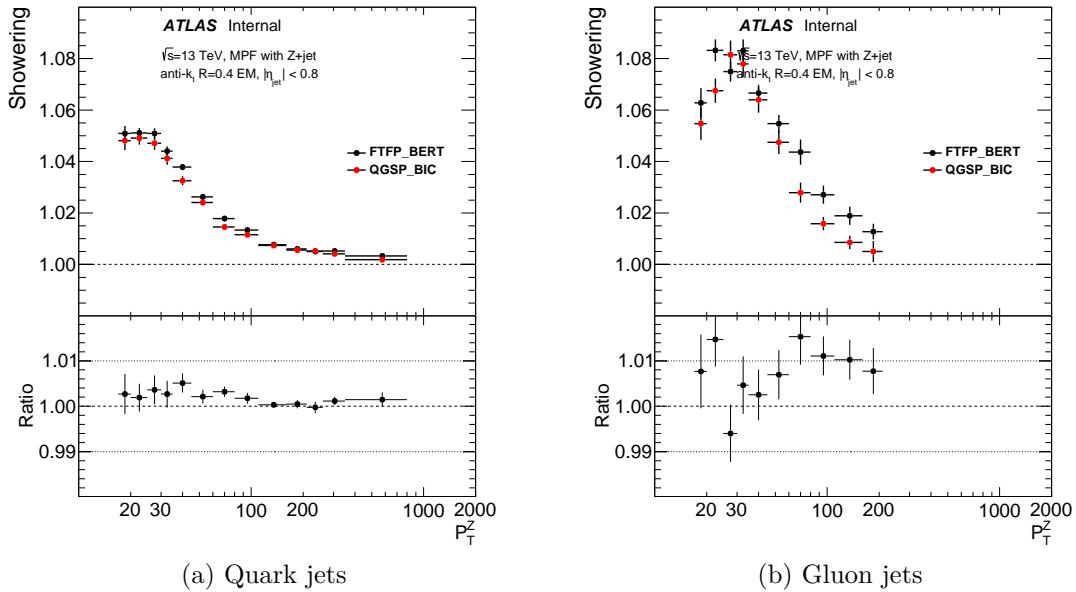 ATLAS Internal
√s=13 TeV, MPF with Z+jet
anti-kt R=0.4 EM, |ηjet| < 0.8
Showering
1.08
1.06
1.04
1.02
1.00
FTFP_BERT
QGSP_BIC
Ratio
1.01
1.00
0.99
20 30 100 200 1000 2000
P_T^Z
(a) Quark jets
ATLAS Internal
√s=13 TeV, MPF with Z+jet
anti-kt R=0.4 EM, |ηjet| < 0.8
Showering
1.08
1.06
1.04
1.02
1.00
FTFP_BERT
QGSP_BIC
Ratio
1.01
1.00
0.99
20 30 100 200 1000 2000
P_T^Z
(b) Gluon jets